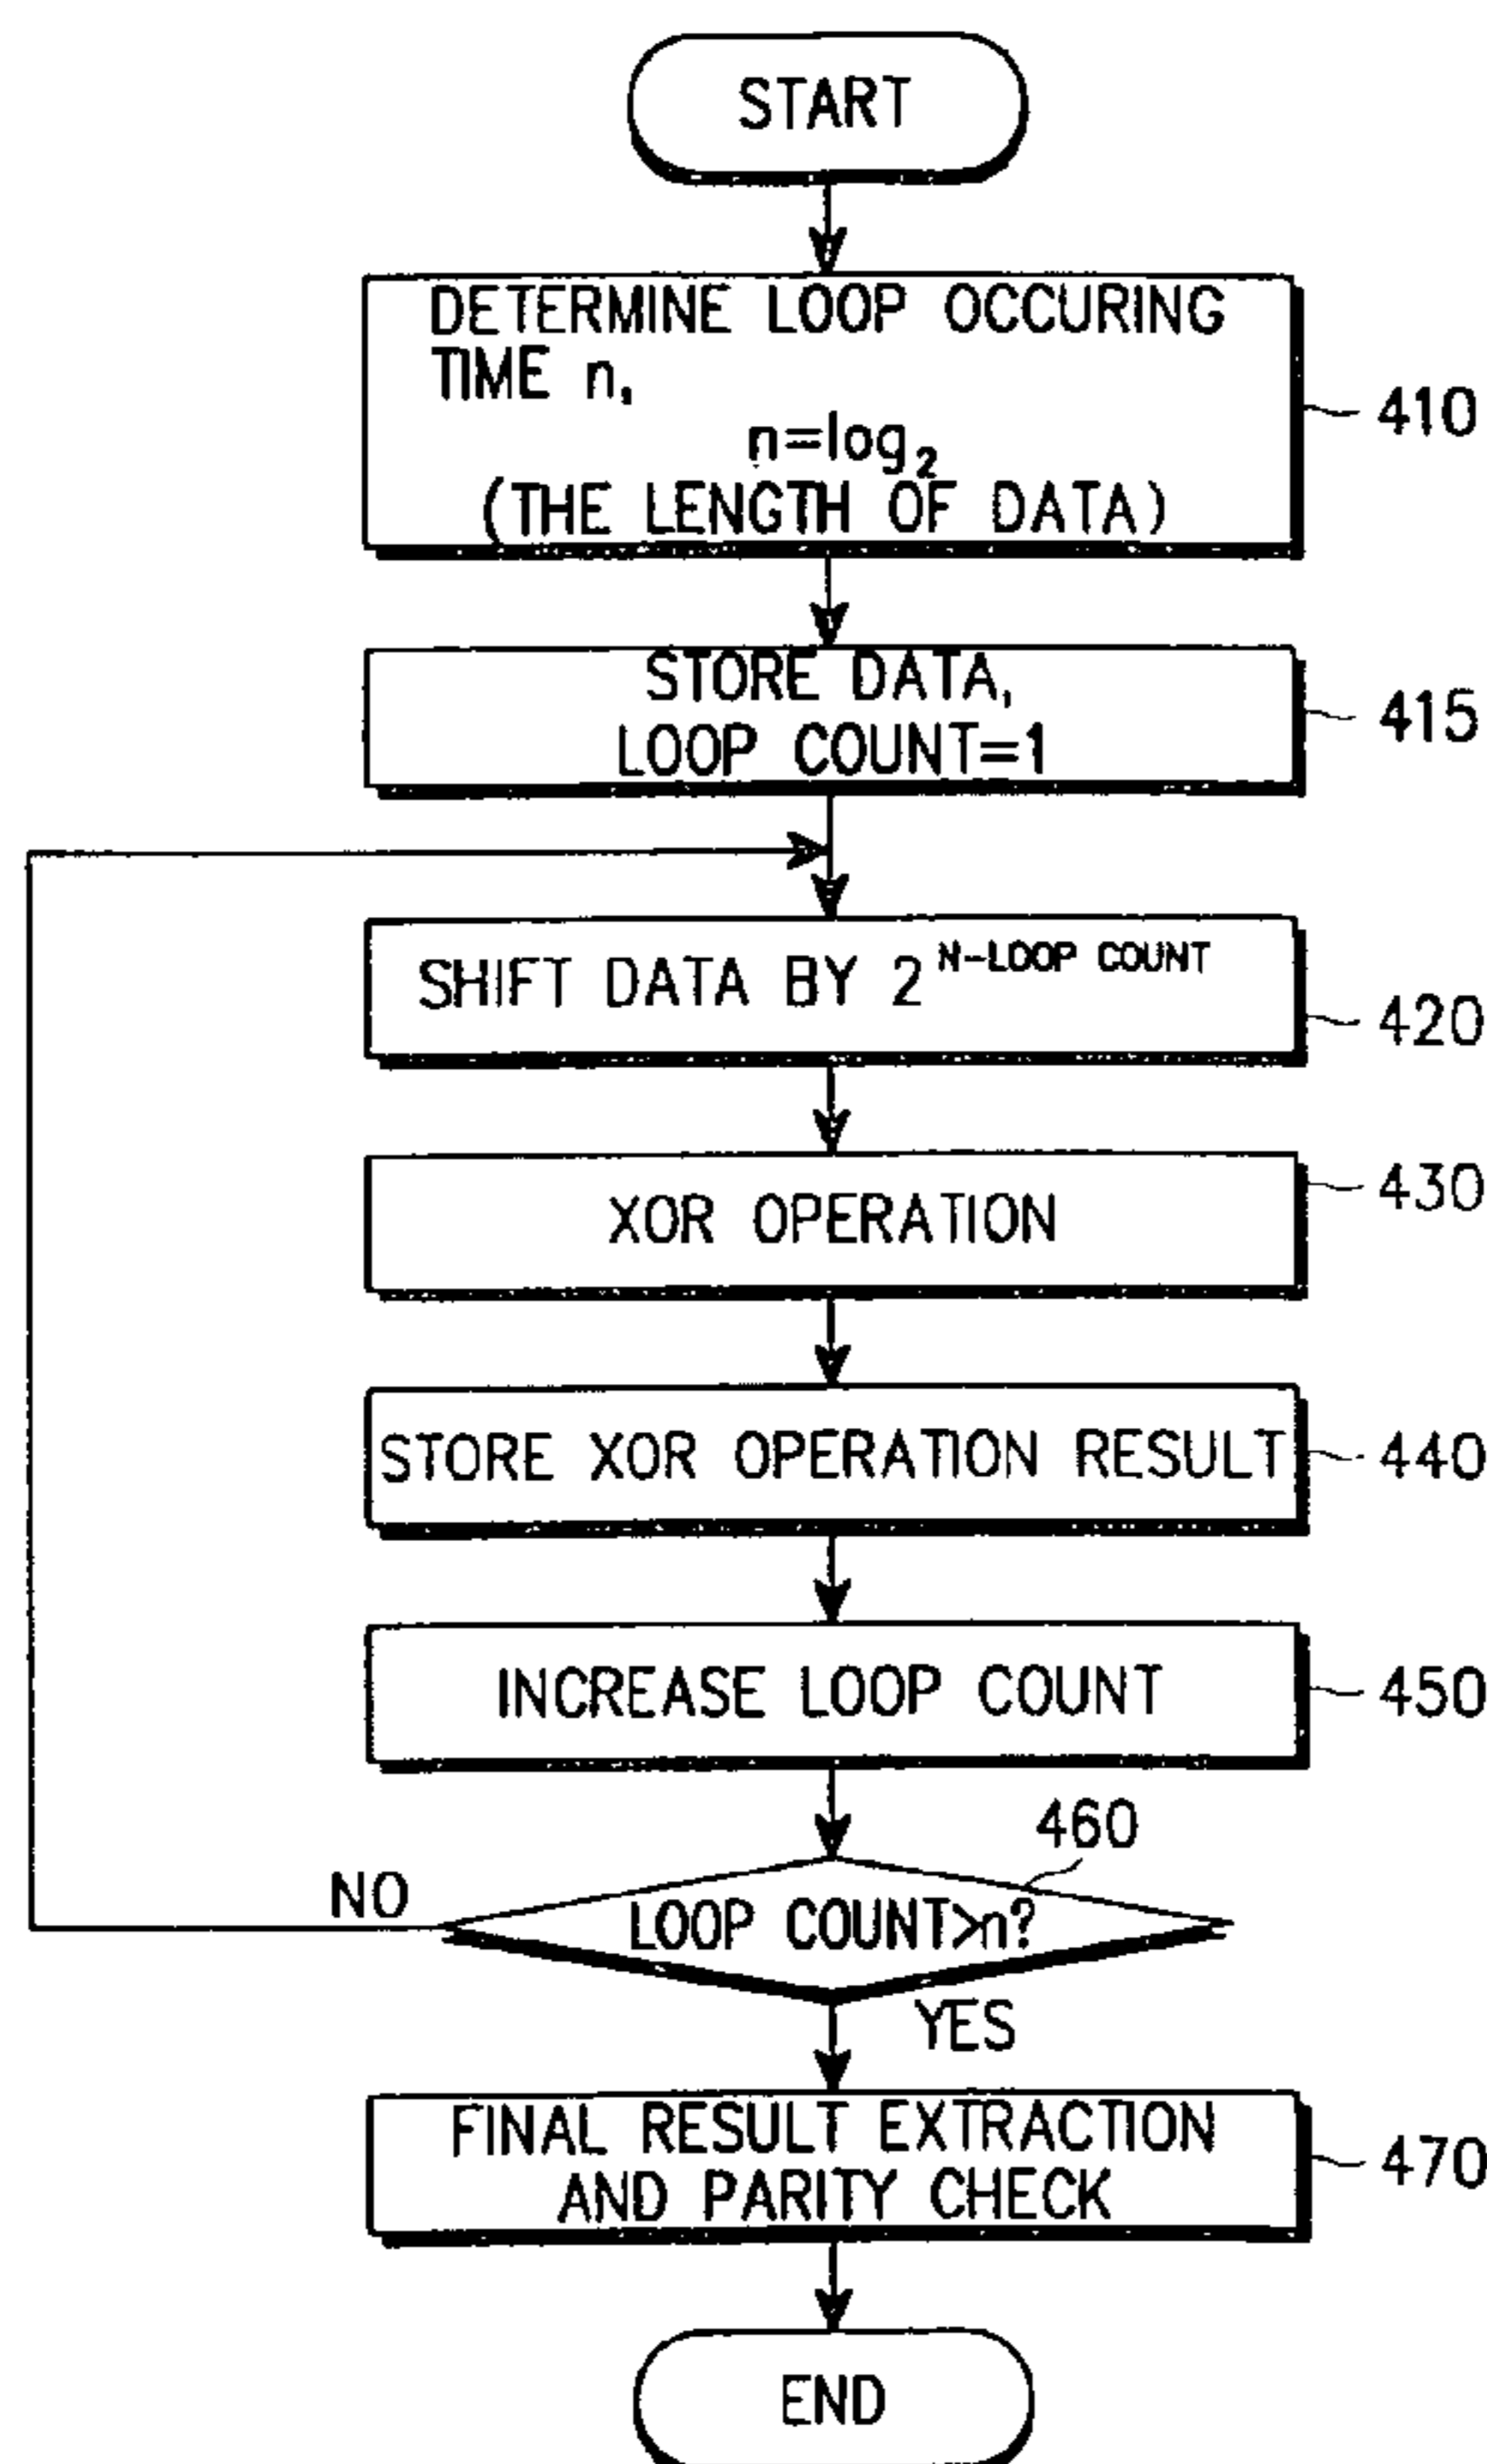 START
DETERMINE LOOP OCCURING
TIME n,
n=log₂
(THE LENGTH OF DATA)
410
STORE DATA,
LOOP COUNT=1
415
SHIFT DATA BY 2^N-LOOP COUNT
420
XOR OPERATION
430
STORE XOR OPERATION RESULT
440
INCREASE LOOP COUNT
450
460
NO
LOOP COUNT>n?
YES
FINAL RESULT EXTRACTION
AND PARITY CHECK
470
END